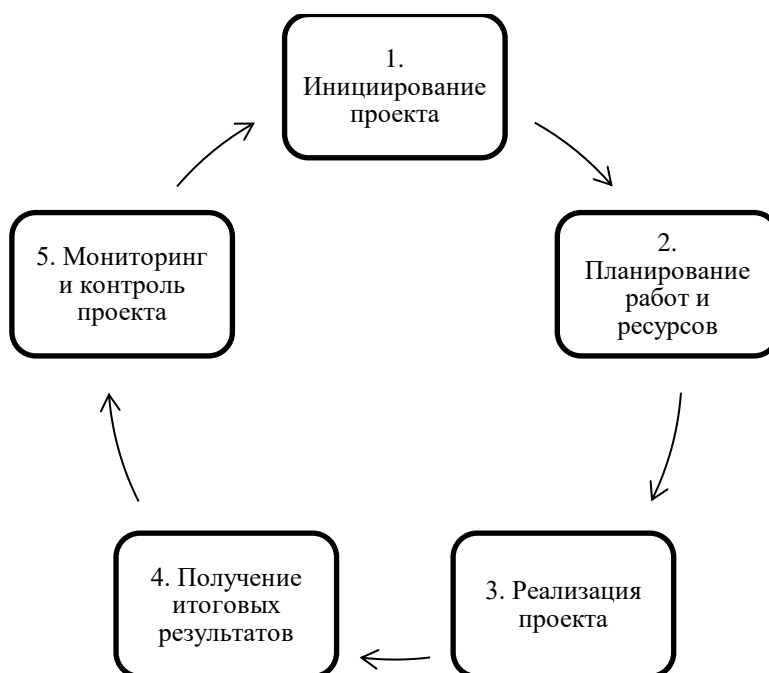 1.
Инициирование
проекта
2.
Планирование
работ и
ресурсов
3. Реализация
проекта
4. Получение
итоговых
результатов
5. Мониторинг
и контроль
проекта